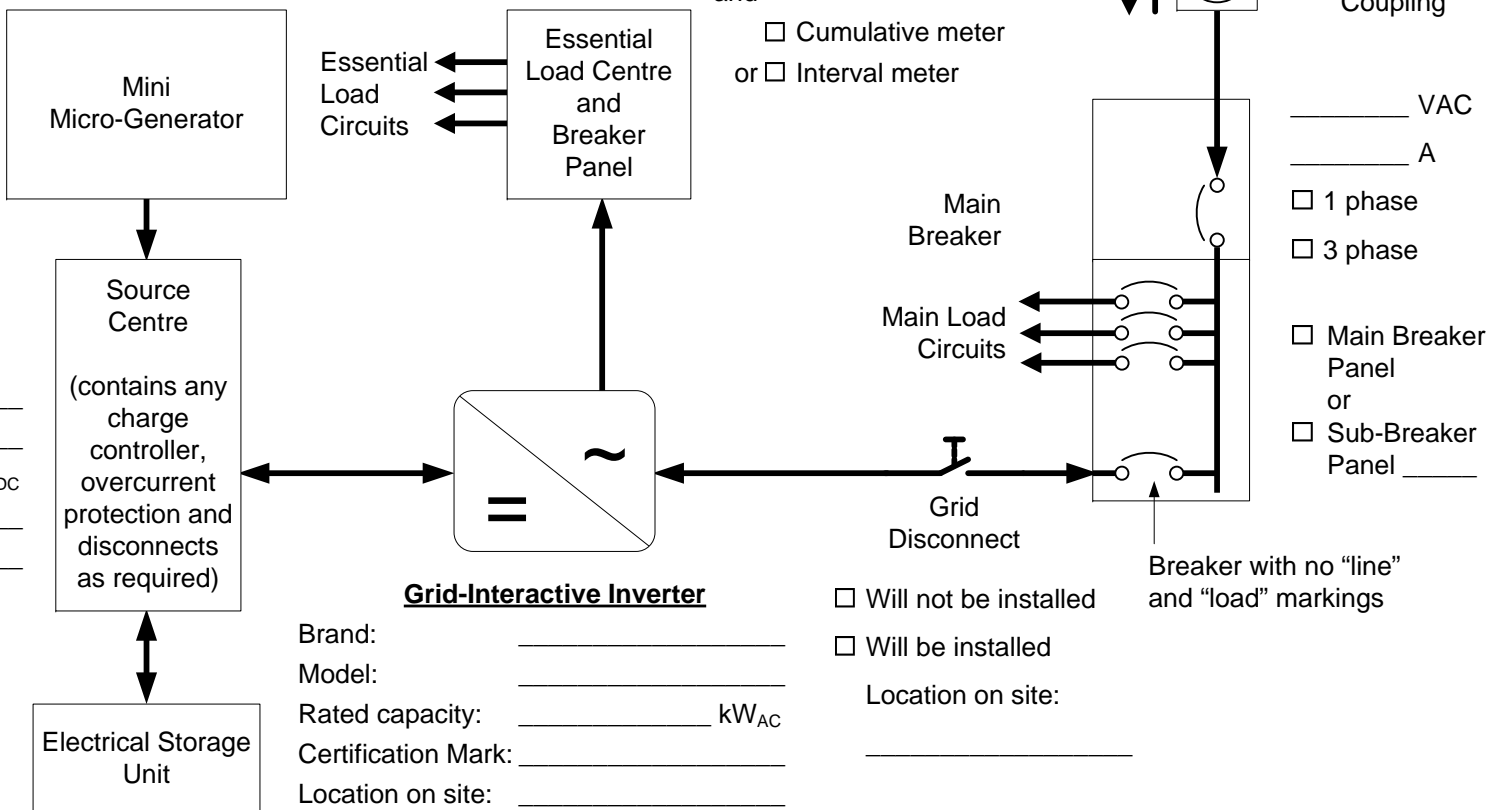 Coupling
☐ Cumulative meter
or ☐ Interval meter
Mini
Micro-Generator
Essential
Load
Circuits
Essential
Load Centre
and
Breaker
Panel
________ VAC
________ A
☐ 1 phase
☐ 3 phase
Main
Breaker
Main Load
Circuits
☐ Main Breaker
Panel
or
☐ Sub-Breaker
Panel _____
Source
Centre
(contains any
charge
controller,
overcurrent
protection and
disconnects
as required)
~
=
Grid
Disconnect
Breaker with no “line”
and “load” markings
☐ Will not be installed
☐ Will be installed
Location on site:
__________________
Grid-Interactive Inverter
Brand: __________________
Model: __________________
Rated capacity: _____________ kWAC
Certification Mark: __________________
Location on site: __________________
Electrical Storage
Unit